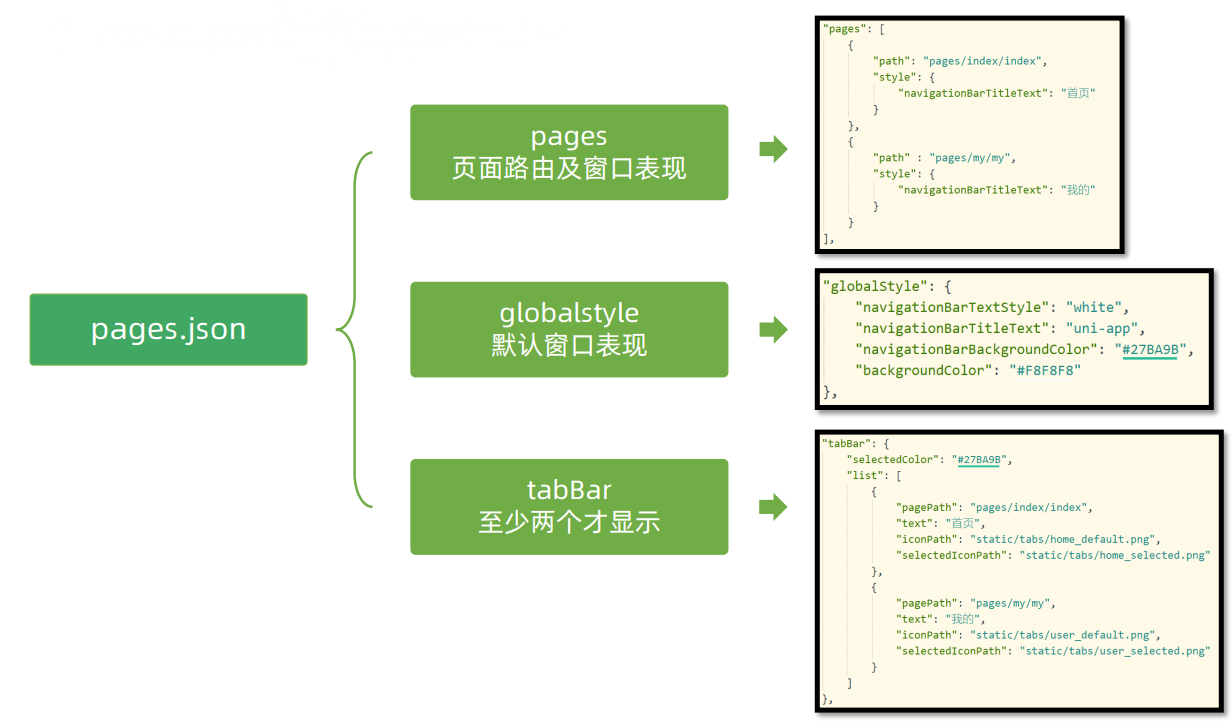 pages.json
pages
页面路由及窗口表现
globalstyle
默认窗口表现
tabBar
至少两个才显示
"pages": [
{
"path": "pages/index/index",
"style": {
"navigationBarTitleText": "首页"
}
},
{
"path" : "pages/my/my",
"style": {
"navigationBarTitleText": "我的"
}
}
],
"globalStyle": {
"navigationBarTextStyle": "white",
"navigationBarTitleText": "uni-app",
"navigationBarBackgroundColor": "#27BA9B",
"backgroundColor": "#F8F8F8"
},
"tabBar": {
"selectedColor": "#27BA9B",
"list": [
{
"pagePath": "pages/index/index",
"text": "首页",
"iconPath": "static/tabs/home_default.png",
"selectedIconPath": "static/tabs/home_selected.png"
},
{
"pagePath": "pages/my/my",
"text": "我的",
"iconPath": "static/tabs/user_default.png",
"selectedIconPath": "static/tabs/user_selected.png"
}
]
},